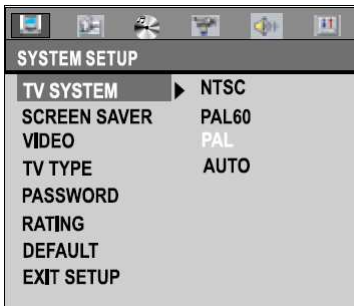 SYSTEM SETUP
TV SYSTEM NTSC
SCREEN SAVER PAL60
VIDEO PAL
TV TYPE AUTO
PASSWORD
RATING
DEFAULT
EXIT SETUP